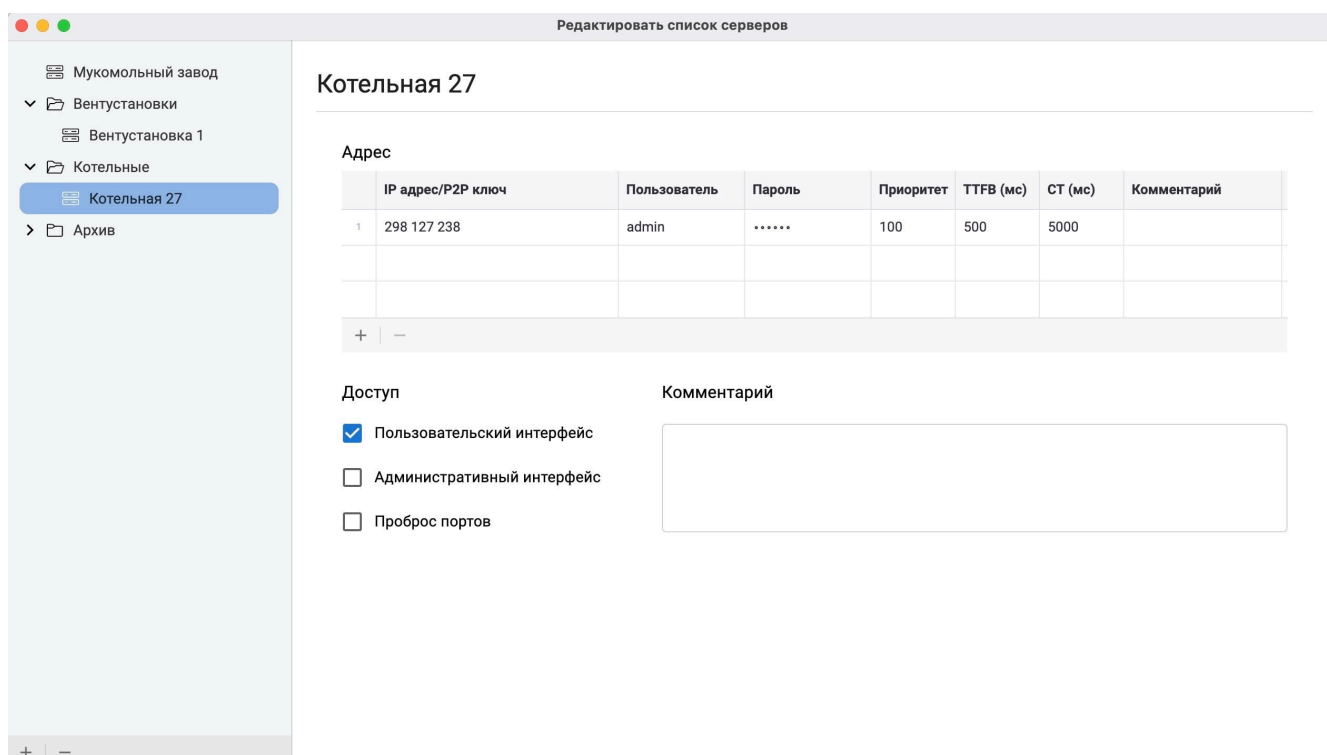 Редактировать список серверов
Мукомольный завод
Вентустановки
Вентустановка 1
Котельные
Котельная 27
Архив
Котельная 27
Адрес
IP адрес/P2P ключ Пользователь Пароль Приоритет TTFB (мс) CT (мс) Комментарий
1 298 127 238 admin •••••• 100 500 5000
+ −
Доступ
Пользовательский интерфейс
Административный интерфейс
Проброс портов
Комментарий
+ −